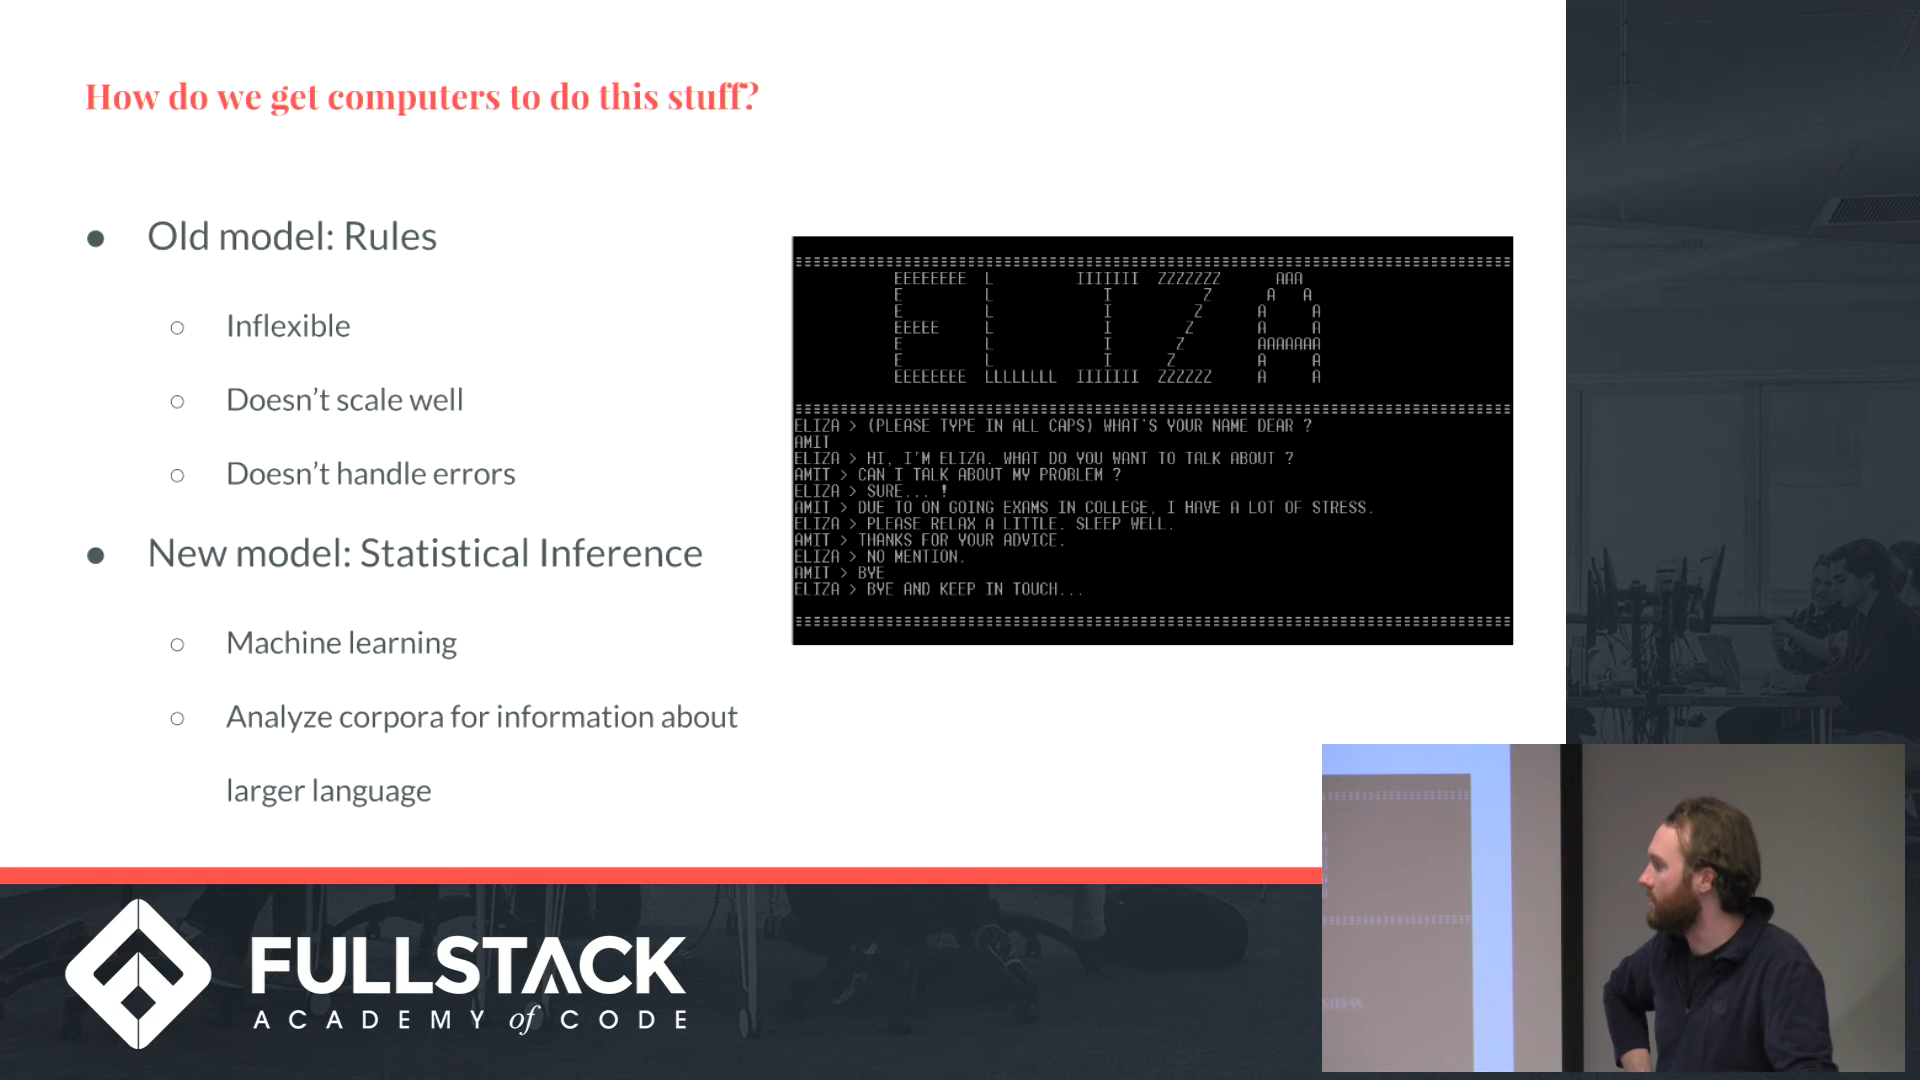 How do we get computers to do this stuff?
● Old model: Rules
○ Inflexible
○ Doesn't scale well
○ Doesn't handle errors
● New model: Statistical Inference
○ Machine learning
○ Analyze corpora for information about
larger language
EEEEEEEE L IIIIIII ZZZZZZZ AAA
E L I Z A A
E L I Z A A
EEEEE L I Z A A
E L I Z AAAAAAA
E L I Z A A
EEEEEEEE LLLLLLLL IIIIIII ZZZZZZ A A
ELIZA > (PLEASE TYPE IN ALL CAPS) WHAT'S YOUR NAME DEAR ?
AMIT
ELIZA > HI, I'M ELIZA. WHAT DO YOU WANT TO TALK ABOUT ?
AMIT > CAN I TALK ABOUT MY PROBLEM ?
ELIZA > SURE... !
AMIT > DUE TO ON GOING EXAMS IN COLLEGE, I HAVE A LOT OF STRESS.
ELIZA > PLEASE RELAX A LITTLE. SLEEP WELL.
AMIT > THANKS FOR YOUR ADVICE.
ELIZA > NO MENTION.
AMIT > BYE
ELIZA > BYE AND KEEP IN TOUCH...
FULLSTACK
ACADEMY of CODE